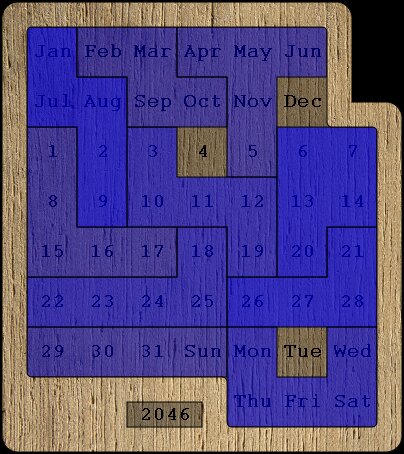 Jan Feb Mar Apr May Jun
Jul Aug Sep Oct Nov Dec
1 2 3 4 5 6 7
8 9 10 11 12 13 14
15 16 17 18 19 20 21
22 23 24 25 26 27 28
29 30 31 Sun Mon Tue Wed
Thu Fri Sat
2046